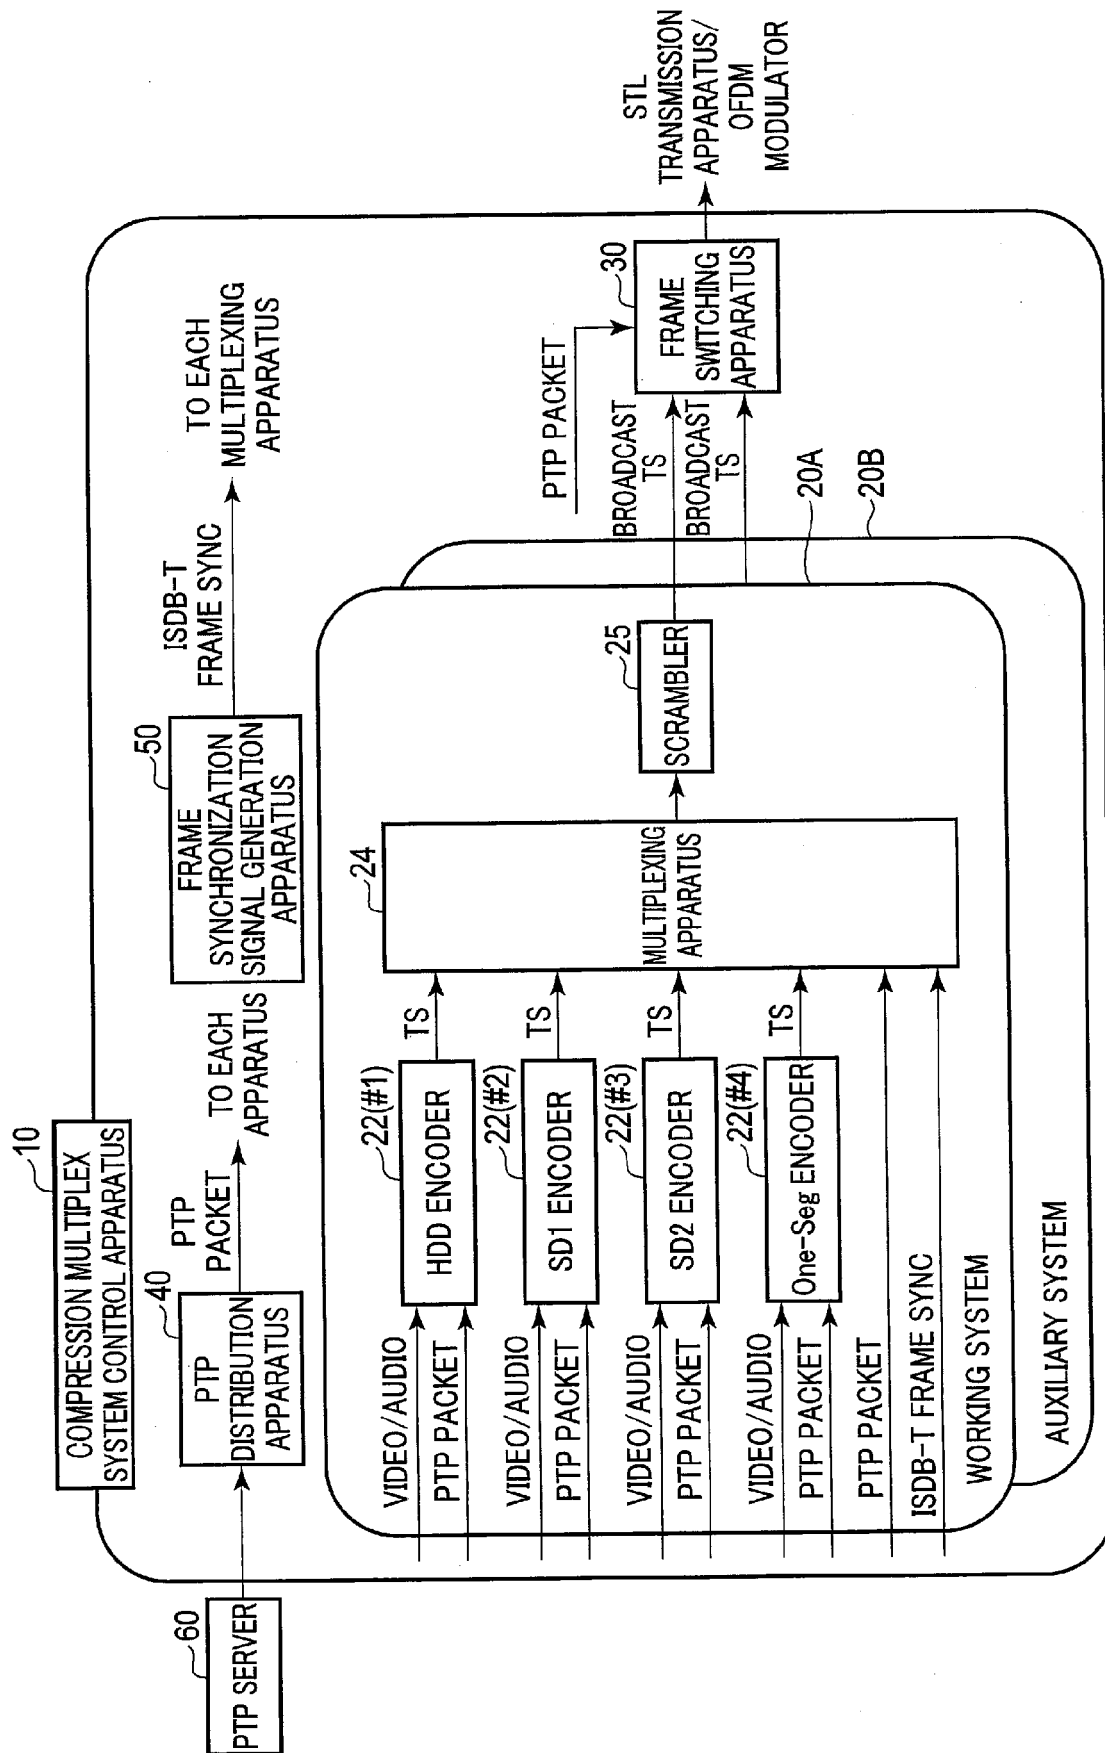 10
COMPRESSION MULTIPLEX
SYSTEM CONTROL APPARATUS
60
PTP SERVER
40
PTP
DISTRIBUTION
APPARATUS
PTP
PACKET
TO EACH
APPARATUS
50
FRAME
SYNCHRONIZATION
SIGNAL GENERATION
APPARATUS
ISDB-T
FRAME SYNC
TO EACH
MULTIPLEXING
APPARATUS
VIDEO/AUDIO
PTP PACKET
22(#1)
HDD ENCODER
TS
VIDEO/AUDIO
PTP PACKET
22(#2)
SD1 ENCODER
TS
VIDEO/AUDIO
PTP PACKET
22(#3)
SD2 ENCODER
TS
VIDEO/AUDIO
PTP PACKET
22(#4)
One-Seg ENCODER
TS
PTP PACKET
ISDB-T FRAME SYNC
24
MULTIPLEXING
APPARATUS
25
SCRAMBLER
WORKING SYSTEM
AUXILIARY SYSTEM
20A
20B
PTP PACKET
BROADCAST
TS
BROADCAST
TS
30
FRAME
SWITCHING
APPARATUS
STL
TRANSMISSION
APPARATUS/
OFDM
MODULATOR